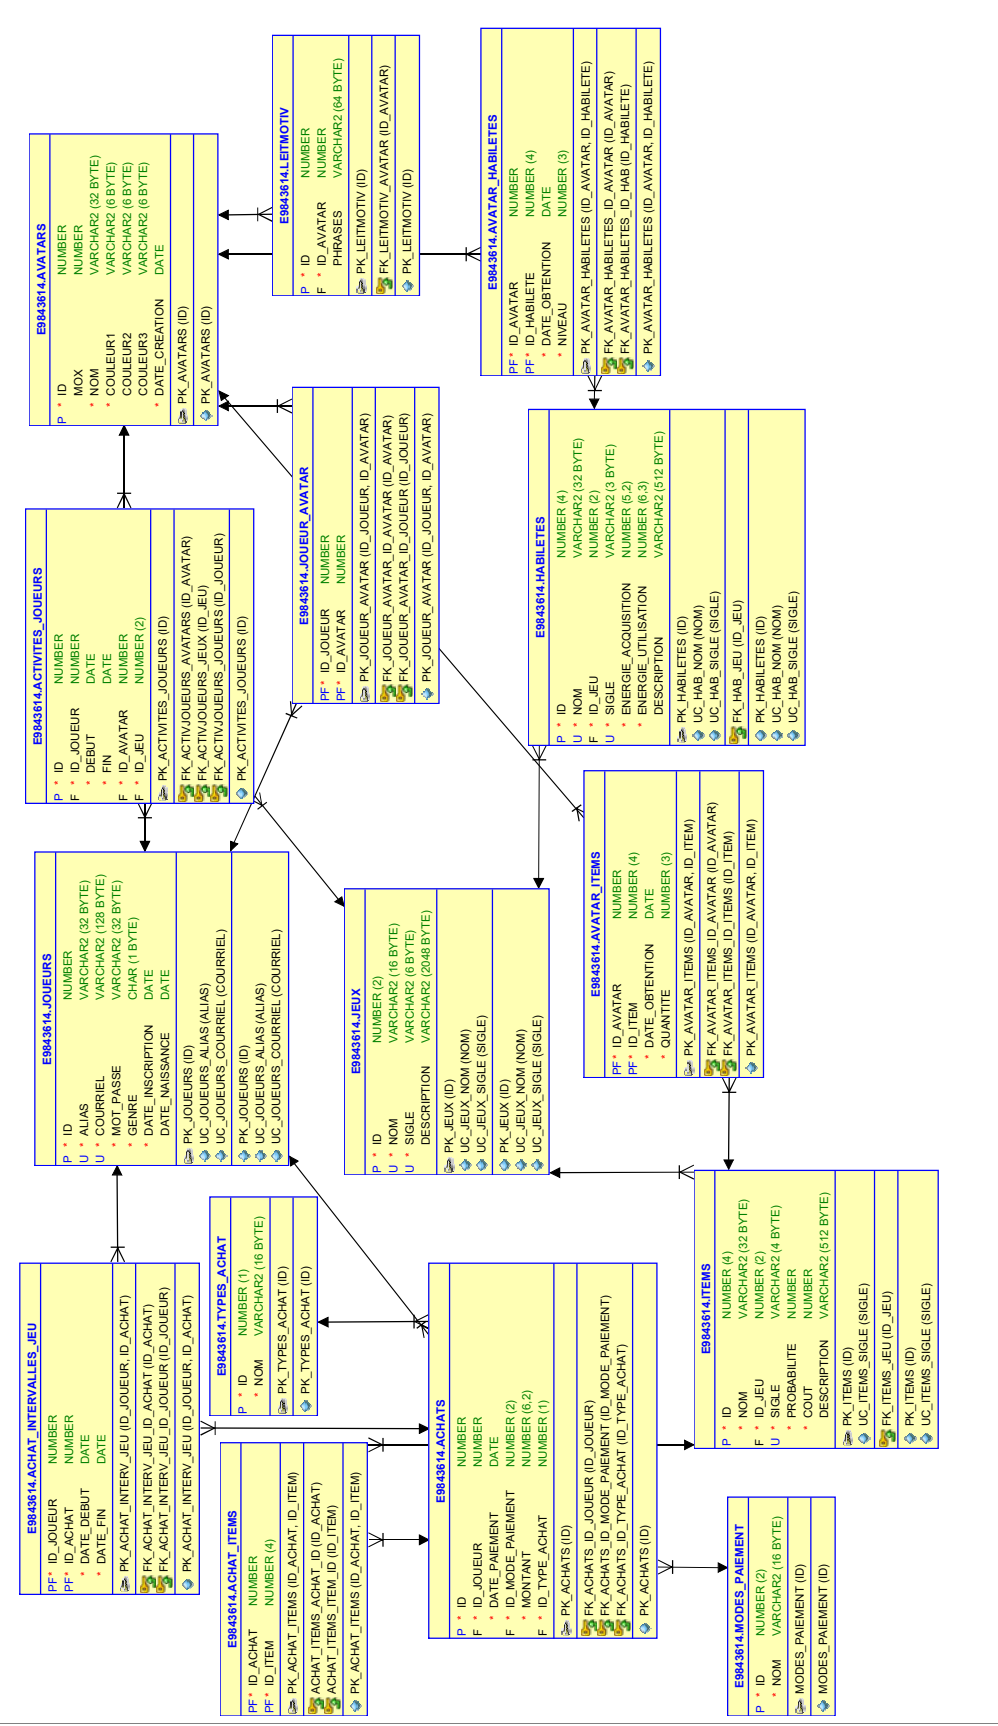 E9843614.AVATARS
P * ID NUMBER
MOX NUMBER
* NOM VARCHAR2 (32 BYTE)
* COULEUR1 VARCHAR2 (6 BYTE)
COULEUR2 VARCHAR2 (6 BYTE)
COULEUR3 VARCHAR2 (6 BYTE)
* DATE_CREATION DATE
PK_AVATARS (ID)
PK_AVATARS (ID)
E9843614.LEITMOTIV
P * ID NUMBER
F * ID_AVATAR NUMBER
PHRASES VARCHAR2 (64 BYTE)
PK_LEITMOTIV (ID)
FK_LEITMOTIV_AVATAR (ID_AVATAR)
PK_LEITMOTIV (ID)
E9843614.AVATAR_HABILETES
PF* ID_AVATAR NUMBER
PF* ID_HABILETE NUMBER (4)
* DATE_OBTENTION DATE
* NIVEAU NUMBER (3)
PK_AVATAR_HABILETES (ID_AVATAR, ID_HABILETE)
FK_AVATAR_HABILETES_ID_AVATAR (ID_AVATAR)
FK_AVATAR_HABILETES_ID_HAB (ID_HABILETE)
PK_AVATAR_HABILETES (ID_AVATAR, ID_HABILETE)
E9843614.ACTIVITES_JOUEURS
P * ID NUMBER
F * ID_JOUEUR NUMBER
* DEBUT DATE
* FIN DATE
F * ID_AVATAR NUMBER
F * ID_JEU NUMBER (2)
PK_ACTIVITES_JOUEURS (ID)
FK_ACTIVJOUEURS_AVATARS (ID_AVATAR)
FK_ACTIVJOUEURS_JEUX (ID_JEU)
FK_ACTIVJOUEURS_JOUEURS (ID_JOUEUR)
PK_ACTIVITES_JOUEURS (ID)
E9843614.JOUEUR_AVATAR
PF* ID_JOUEUR NUMBER
PF* ID_AVATAR NUMBER
PK_JOUEUR_AVATAR (ID_JOUEUR, ID_AVATAR)
FK_JOUEUR_AVATAR_ID_AVATAR (ID_AVATAR)
FK_JOUEUR_AVATAR_ID_JOUEUR (ID_JOUEUR)
PK_JOUEUR_AVATAR (ID_JOUEUR, ID_AVATAR)
E9843614.HABILETES
P * ID NUMBER (4)
U * NOM VARCHAR2 (32 BYTE)
F * ID_JEU NUMBER (2)
U * SIGLE VARCHAR2 (3 BYTE)
* ENERGIE_ACQUISITION NUMBER (5,2)
* ENERGIE_UTILISATION NUMBER (6,3)
DESCRIPTION VARCHAR2 (512 BYTE)
PK_HABILETES (ID)
UC_HAB_NOM (NOM)
UC_HAB_SIGLE (SIGLE)
FK_HAB_JEU (ID_JEU)
PK_HABILETES (ID)
UC_HAB_NOM (NOM)
UC_HAB_SIGLE (SIGLE)
E9843614.JOUEURS
P * ID NUMBER
U * ALIAS VARCHAR2 (32 BYTE)
U * COURRIEL VARCHAR2 (128 BYTE)
* MOT_PASSE VARCHAR2 (32 BYTE)
* GENRE CHAR (1 BYTE)
* DATE_INSCRIPTION DATE
DATE_NAISSANCE DATE
PK_JOUEURS (ID)
UC_JOUEURS_ALIAS (ALIAS)
UC_JOUEURS_COURRIEL (COURRIEL)
PK_JOUEURS (ID)
UC_JOUEURS_ALIAS (ALIAS)
UC_JOUEURS_COURRIEL (COURRIEL)
E9843614.JEUX
P * ID NUMBER (2)
U * NOM VARCHAR2 (16 BYTE)
U * SIGLE VARCHAR2 (6 BYTE)
DESCRIPTION VARCHAR2 (2048 BYTE)
PK_JEUX (ID)
UC_JEUX_NOM (NOM)
UC_JEUX_SIGLE (SIGLE)
PK_JEUX (ID)
UC_JEUX_NOM (NOM)
UC_JEUX_SIGLE (SIGLE)
E9843614.AVATAR_ITEMS
PF* ID_AVATAR NUMBER
PF* ID_ITEM NUMBER (4)
* DATE_OBTENTION DATE
* QUANTITE NUMBER (3)
PK_AVATAR_ITEMS (ID_AVATAR, ID_ITEM)
FK_AVATAR_ITEMS_ID_AVATAR (ID_AVATAR)
FK_AVATAR_ITEMS_ID_ITEMS (ID_ITEM)
PK_AVATAR_ITEMS (ID_AVATAR, ID_ITEM)
E9843614.ACHAT_INTERVALLES_JEU
PF* ID_JOUEUR NUMBER
PF* ID_ACHAT NUMBER
* DATE_DEBUT DATE
* DATE_FIN DATE
PK_ACHAT_INTERV_JEU (ID_JOUEUR, ID_ACHAT)
FK_ACHAT_INTERV_JEU_ID_ACHAT (ID_ACHAT)
FK_ACHAT_INTERV_JEU_ID_JOUEUR (ID_JOUEUR)
PK_ACHAT_INTERV_JEU (ID_JOUEUR, ID_ACHAT)
E9843614.TYPES_ACHAT
P * ID NUMBER (1)
* NOM VARCHAR2 (16 BYTE)
PK_TYPES_ACHAT (ID)
PK_TYPES_ACHAT (ID)
E9843614.ACHAT_ITEMS
PF* ID_ACHAT NUMBER
PF* ID_ITEM NUMBER (4)
PK_ACHAT_ITEMS (ID_ACHAT, ID_ITEM)
ACHAT_ITEMS_ACHAT_ID (ID_ACHAT)
ACHAT_ITEMS_ITEM_ID (ID_ITEM)
PK_ACHAT_ITEMS (ID_ACHAT, ID_ITEM)
E9843614.ACHATS
P * ID NUMBER
F * ID_JOUEUR NUMBER
* DATE_PAIEMENT DATE
F * ID_MODE_PAIEMENT NUMBER (2)
* MONTANT NUMBER (6,2)
F * ID_TYPE_ACHAT NUMBER (1)
PK_ACHATS (ID)
FK_ACHATS_ID_JOUEUR (ID_JOUEUR)
FK_ACHATS_ID_MODE_PAIEMENT (ID_MODE_PAIEMENT)
FK_ACHATS_ID_TYPE_ACHAT (ID_TYPE_ACHAT)
PK_ACHATS (ID)
E9843614.ITEMS
P * ID NUMBER (4)
* NOM VARCHAR2 (32 BYTE)
F * ID_JEU NUMBER (2)
U * SIGLE VARCHAR2 (4 BYTE)
* PROBABILITE NUMBER
* COUT NUMBER
DESCRIPTION VARCHAR2 (512 BYTE)
PK_ITEMS (ID)
UC_ITEMS_SIGLE (SIGLE)
FK_ITEMS_JEU (ID_JEU)
PK_ITEMS (ID)
UC_ITEMS_SIGLE (SIGLE)
E9843614.MODES_PAIEMENT
P * ID NUMBER (2)
* NOM VARCHAR2 (16 BYTE)
MODES_PAIEMENT (ID)
MODES_PAIEMENT (ID)